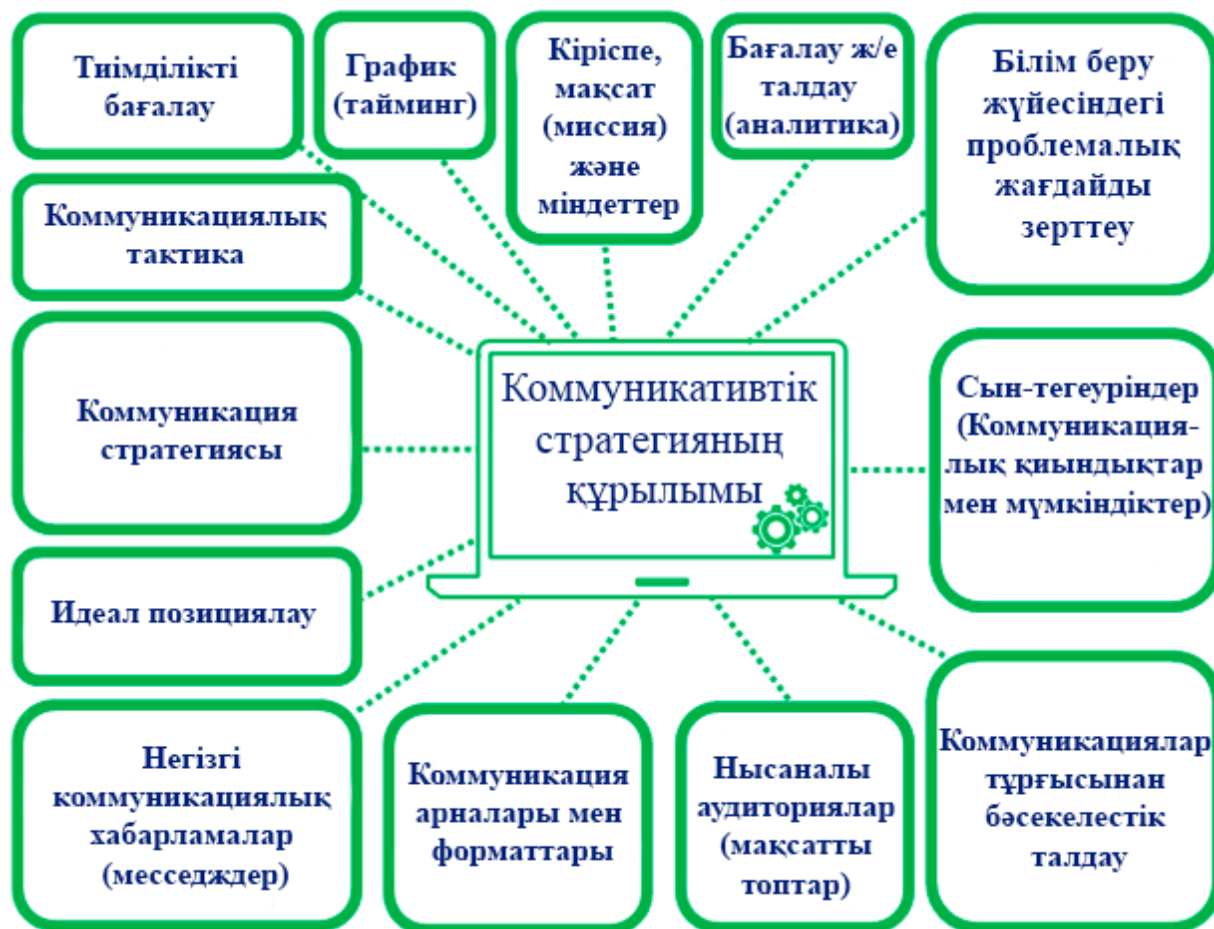 Тиімділікті
бағалау
График
(тайминг)
Кіріспе,
мақсат
(миссия)
және
міндеттер
Бағалау ж/е
талдау
(аналитика)
Білім беру
жүйесіндегі
проблемалық
жағдайды
зерттеу
Коммуникациялық
тактика
Коммуникация
стратегиясы
Коммуникативтік
стратегияның
құрылымы
Сын-тегеуріндер
(Коммуникация-
лық қиындықтар
мен мүмкіндіктер)
Идеал позициялау
Негізгі
коммуникациялық
хабарламалар
(месседждер)
Коммуникация
арналары мен
форматтары
Нысаналы
аудиториялар
(мақсатты
топтар)
Коммуникациялар
тұрғысынан
бәсекелестік
талдау